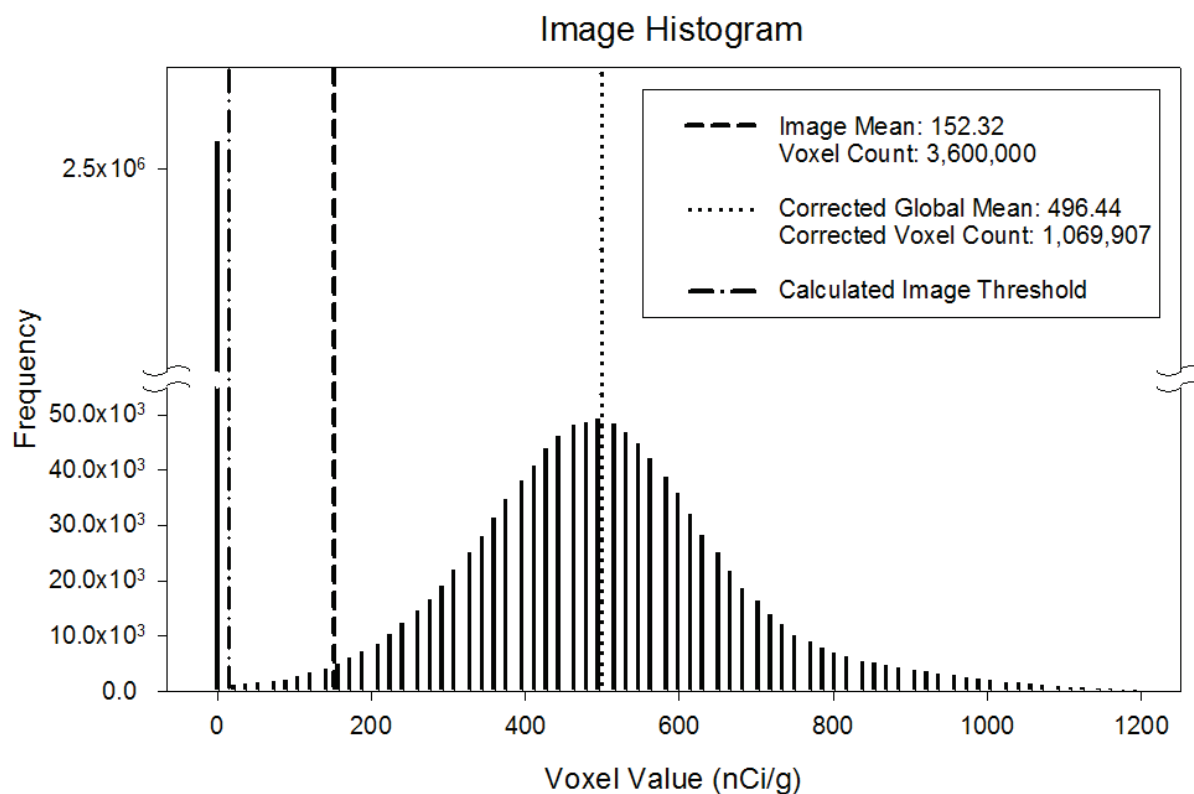 Image Histogram
Image Mean: 152.32
Voxel Count: 3,600,000
Corrected Global Mean: 496.44
Corrected Voxel Count: 1,069,907
Calculated Image Threshold
Frequency
2.5x10⁶
50.0x10³
40.0x10³
30.0x10³
20.0x10³
10.0x10³
0.0
0 200 400 600 800 1000 1200
Voxel Value (nCi/g)